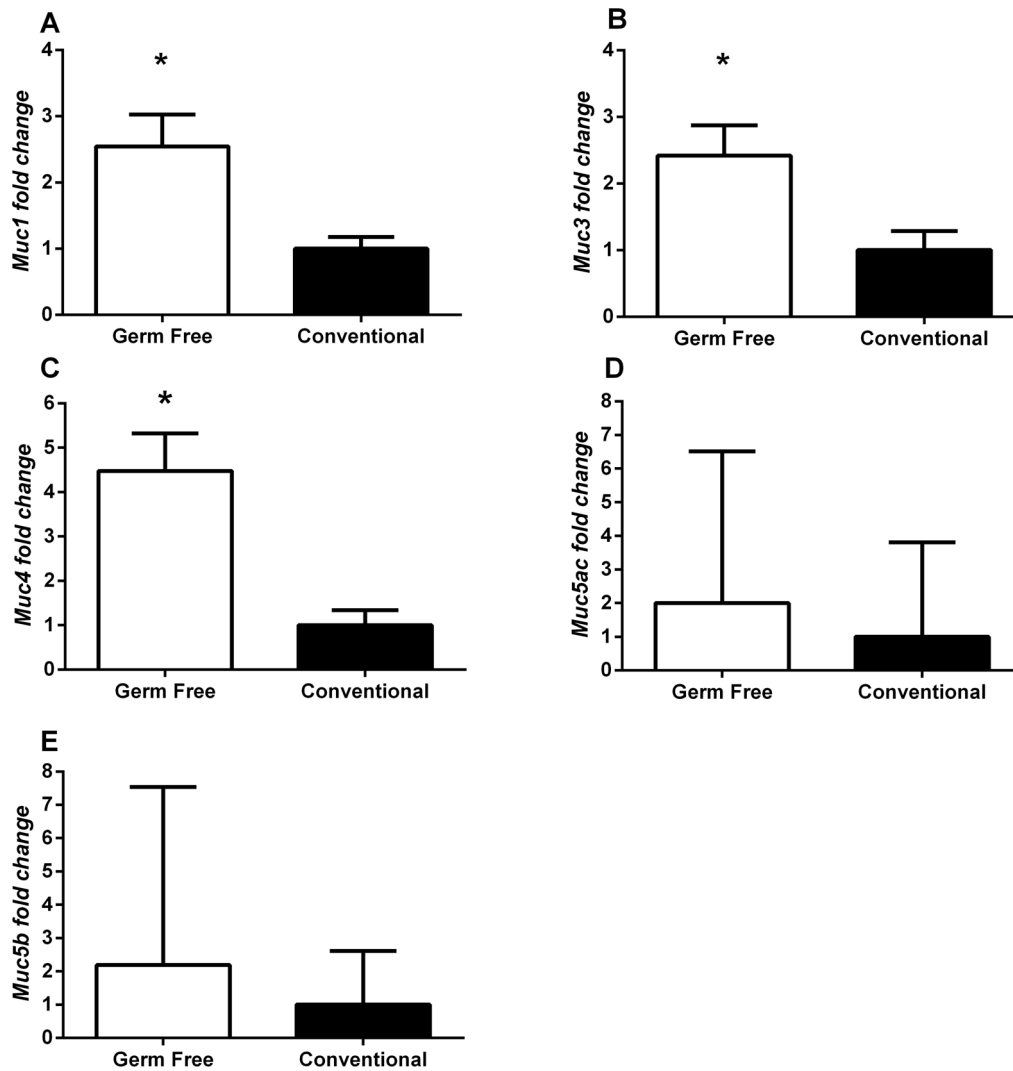 A
Muc1 fold change
4
3
2
1
0
*
Germ Free
Conventional
B
Muc3 fold change
4
3
2
1
0
*
Germ Free
Conventional
C
Muc4 fold change
6
5
4
3
2
1
0
*
Germ Free
Conventional
D
Muc5ac fold change
8
7
6
5
4
3
2
1
0
Germ Free
Conventional
E
Muc5b fold change
8
7
6
5
4
3
2
1
0
Germ Free
Conventional